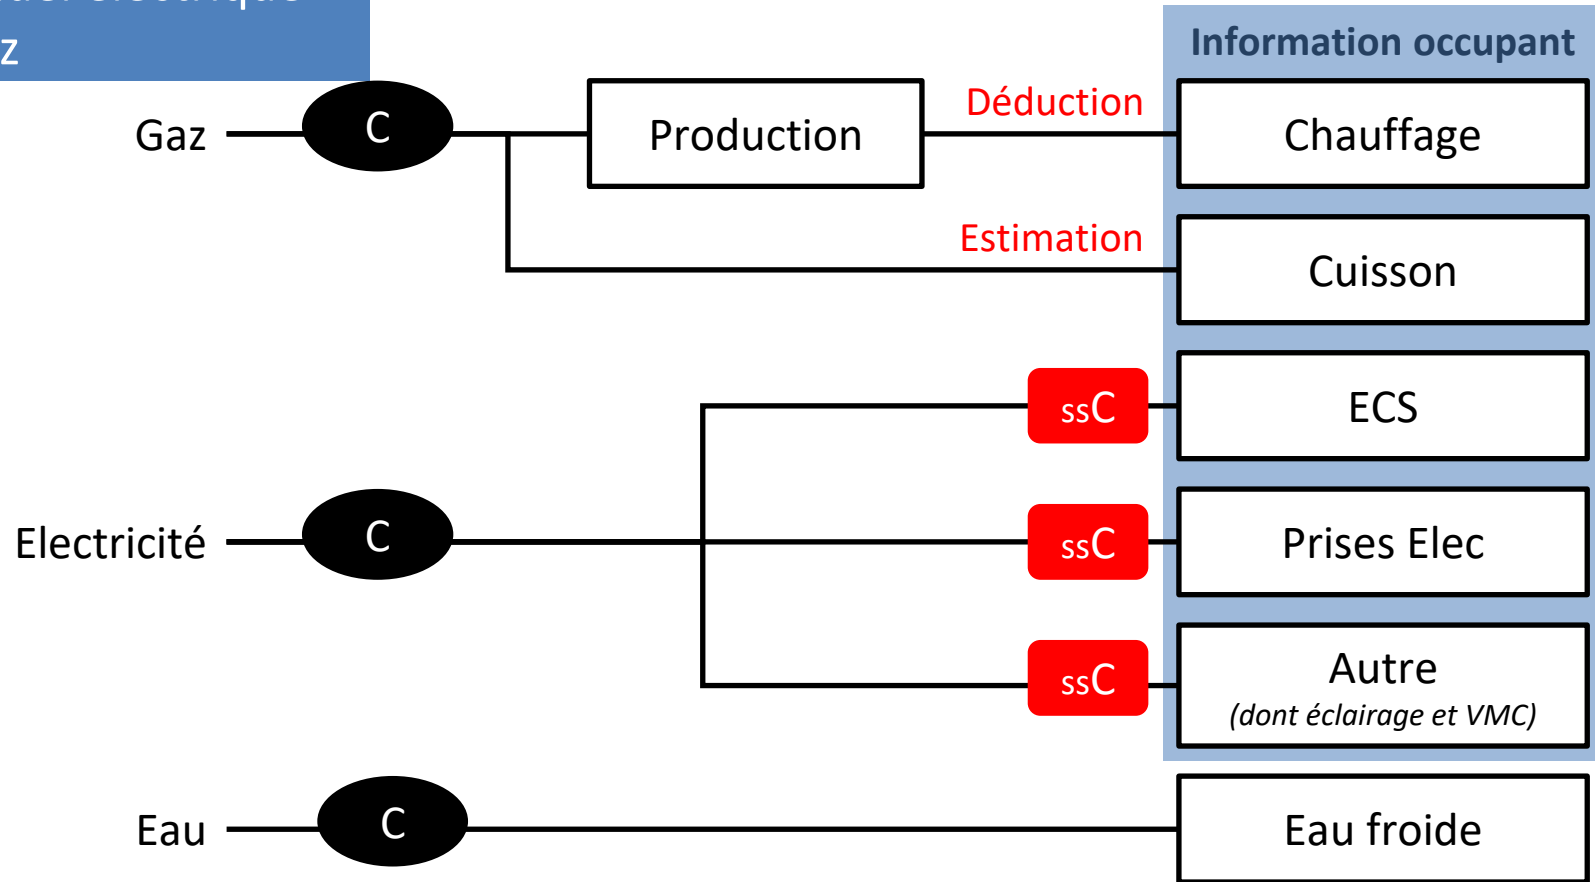 électrique
z
Information occupant
Gaz
C
Production
Déduction
Chauffage
Estimation
Cuisson
ssC
ECS
Electricité
C
ssC
Prises Elec
ssC
Autre
(dont éclairage et VMC)
Eau
C
Eau froide